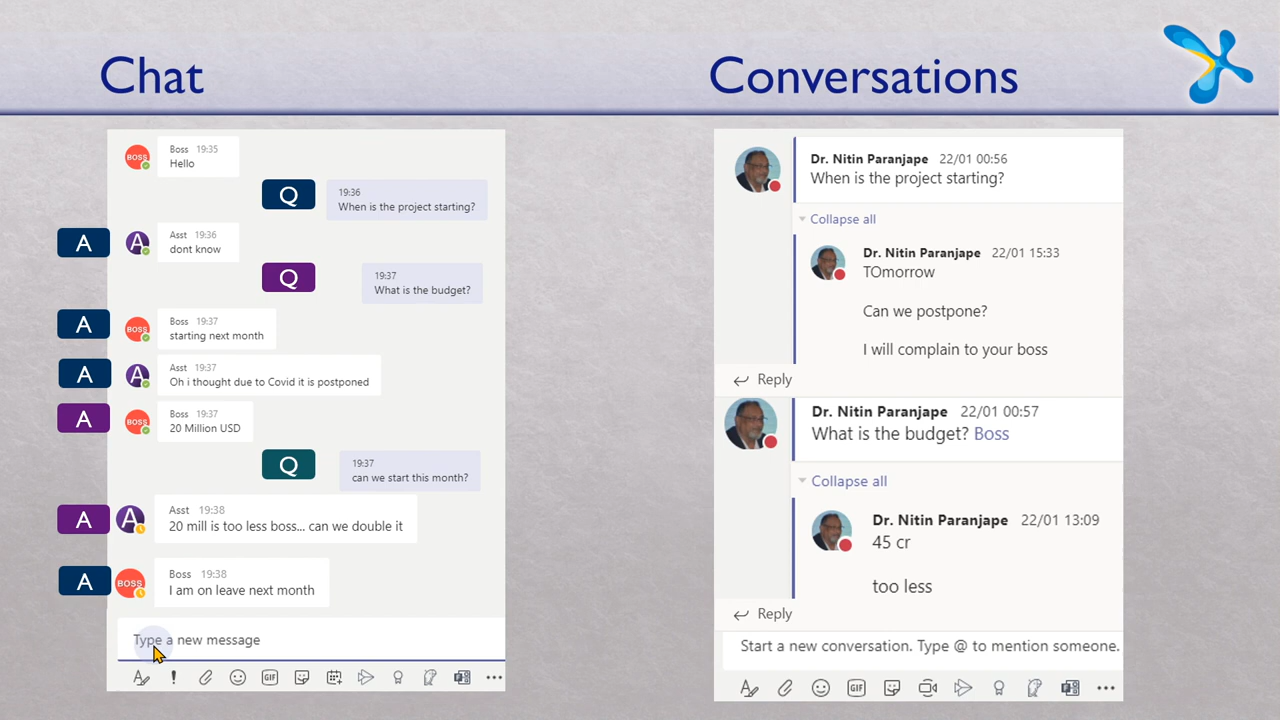 Chat
Boss 19:35
BOSS
Hello
Q
19:36
When is the project starting?
A
A
Asst 19:36
dont know
Q
19:37
What is the budget?
A
BOSS
Boss 19:37
starting next month
A
A
Asst 19:37
Oh i thought due to Covid it is postponed
A
BOSS
Boss 19:37
20 Million USD
Q
19:37
can we start this month?
A
A
Asst 19:38
20 mill is too less boss... can we double it
A
BOSS
Boss 19:38
I am on leave next month
Type a new message
GIF
Conversations
Dr. Nitin Paranjape 22/01 00:56
When is the project starting?
Collapse all
Dr. Nitin Paranjape 22/01 15:33
TOmorrow
Can we postpone?
I will complain to your boss
Reply
Dr. Nitin Paranjape 22/01 00:57
What is the budget? Boss
Collapse all
Dr. Nitin Paranjape 22/01 13:09
45 cr
too less
Reply
Start a new conversation. Type @ to mention someone.
GIF